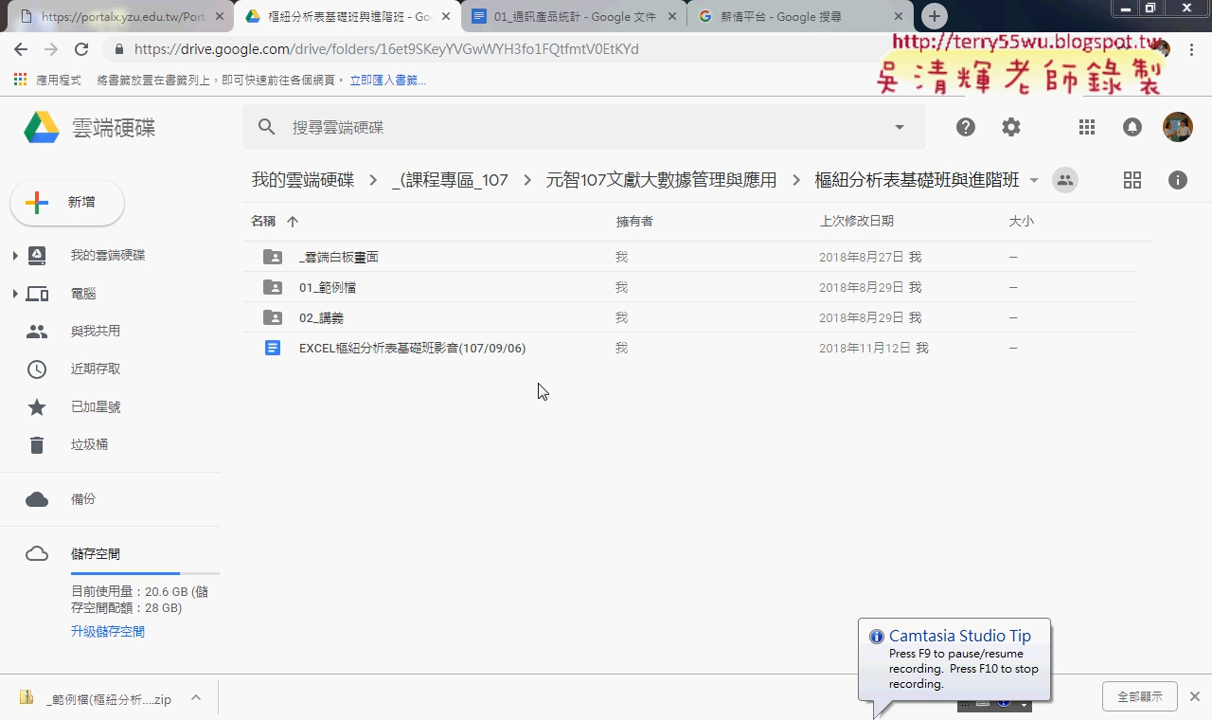 https://portalx.yzu.edu.tw/Port
樞紐分析表基礎班與進階班 - Go
01_通訊產品統計 - Google 文件
薪情平台 - Google 搜尋
https://drive.google.com/drive/folders/16et9SKeyYVGwWYH3fo1FQtfmtV0EtKYd
http://terry55wu.blogspot.tw
吳清輝老師錄製
應用程式
將書籤放置在書籤列上，即可快速前往各個網頁。
立即匯入書籤...
雲端硬碟
搜尋雲端硬碟
新增
我的雲端硬碟 > _(課程專區_107 > 元智107文獻大數據管理與應用 > 樞紐分析表基礎班與進階班
名稱 擁有者 上次修改日期 大小
_雲端白板畫面 我 2018年8月27日 我 –
01_範例檔 我 2018年8月29日 我 –
02_講義 我 2018年8月29日 我 –
EXCEL樞紐分析表基礎班影音(107/09/06) 我 2018年11月12日 我 –
我的雲端硬碟
電腦
與我共用
近期存取
已加星號
垃圾桶
備份
儲存空間
目前使用量：20.6 GB (儲
存空間配額：28 GB)
升級儲存空間
Camtasia Studio Tip
Press F9 to pause/resume
recording. Press F10 to stop
recording.
_範例檔(樞紐分析....zip
全部顯示